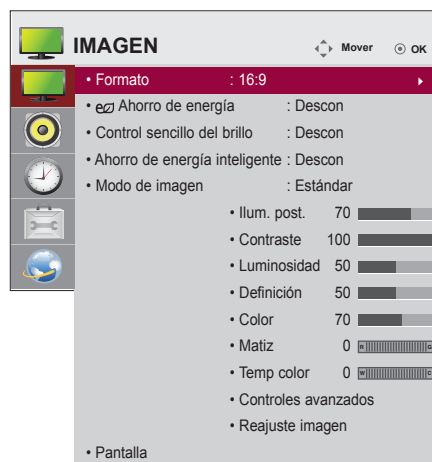 IMAGEN Mover OK
• Formato : 16:9
• Ahorro de energía : Descon
• Control sencillo del brillo : Descon
• Ahorro de energía inteligente : Descon
• Modo de imagen : Estándar
• Ilum. post. 70
• Contraste 100
• Luminosidad 50
• Definición 50
• Color 70
• Matiz 0 R G
• Temp color 0 W C
• Controles avanzados
• Reajuste imagen
• Pantalla